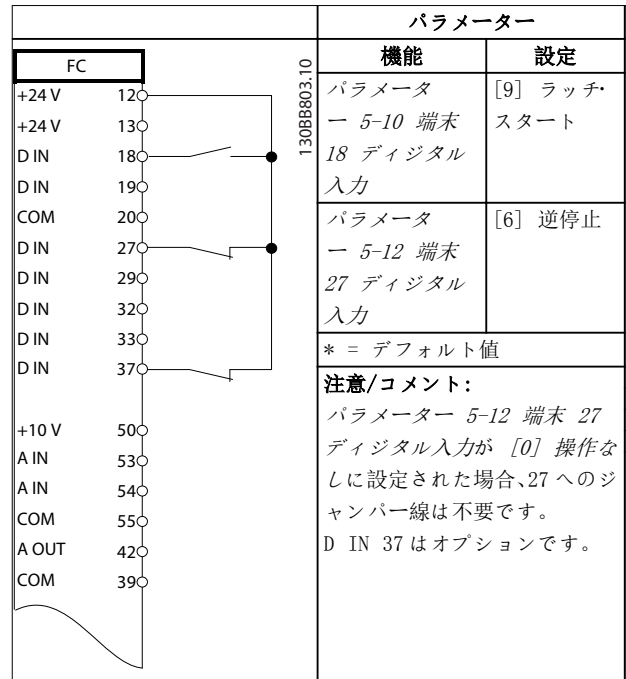 FC
+24 V 12
+24 V 13
D IN 18
D IN 19
COM 20
D IN 27
D IN 29
D IN 32
D IN 33
D IN 37
+10 V 50
A IN 53
A IN 54
COM 55
A OUT 42
COM 39
130BB803.10
パラメーター
機能 設定
パラメータ
ー 5-10 端末
18 ディジタル
入力
[9] ラッチ・
スタート
パラメータ
ー 5-12 端末
27 ディジタル
入力
[6] 逆停止
* = デフォルト値
注意/コメント:
パラメーター 5-12 端末 27
ディジタル入力が [0] 操作な
しに設定された場合、27 へのジ
ャンパー線は不要です。
D IN 37 はオプションです。